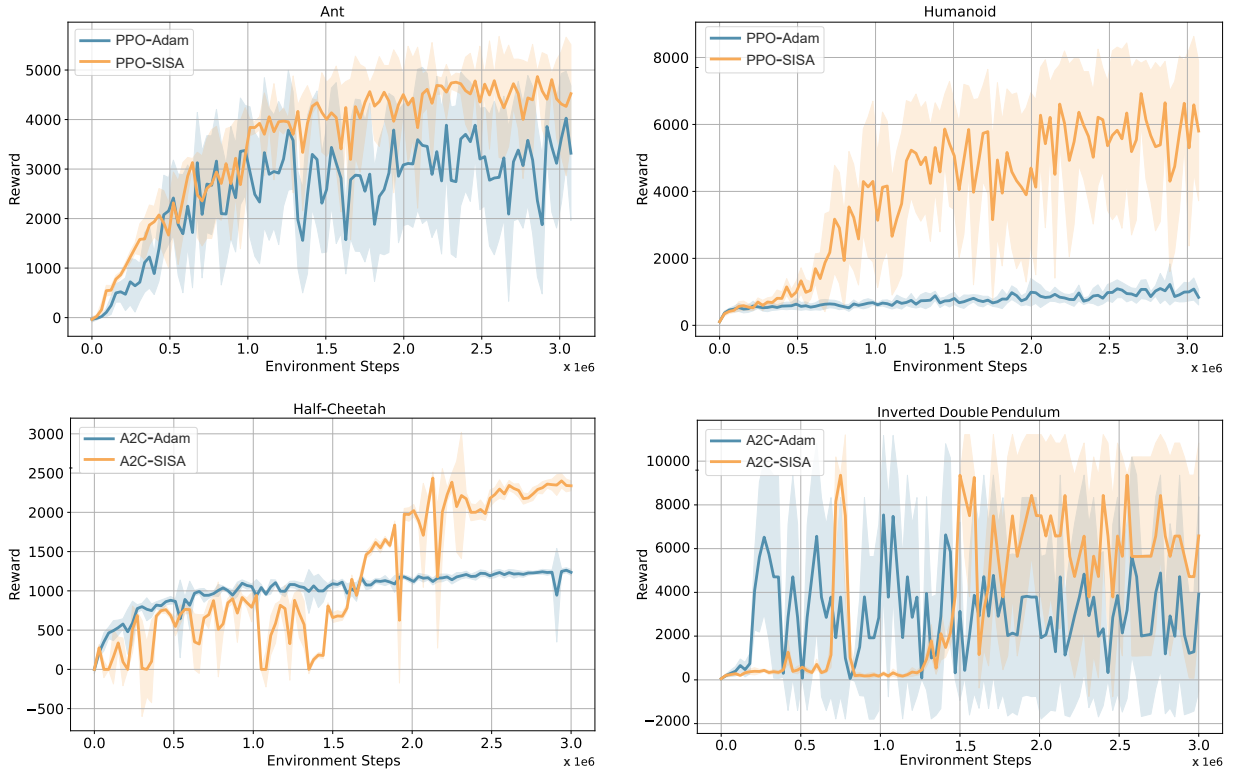 Ant
PPO-Adam
PPO-SISA
Reward
5000
4000
3000
2000
1000
0
0.0 0.5 1.0 1.5 2.0 2.5 3.0
Environment Steps
x 1e6
Humanoid
PPO-Adam
PPO-SISA
Reward
8000
6000
4000
2000
0
0.0 0.5 1.0 1.5 2.0 2.5 3.0
Environment Steps
x 1e6
Half-Cheetah
A2C-Adam
A2C-SISA
Reward
3000
2500
2000
1500
1000
500
0
−500
0.0 0.5 1.0 1.5 2.0 2.5 3.0
Environment Steps
x 1e6
Inverted Double Pendulum
A2C-Adam
A2C-SISA
Reward
10000
8000
6000
4000
2000
0
−2000
0.0 0.5 1.0 1.5 2.0 2.5 3.0
Environment Steps
x 1e6